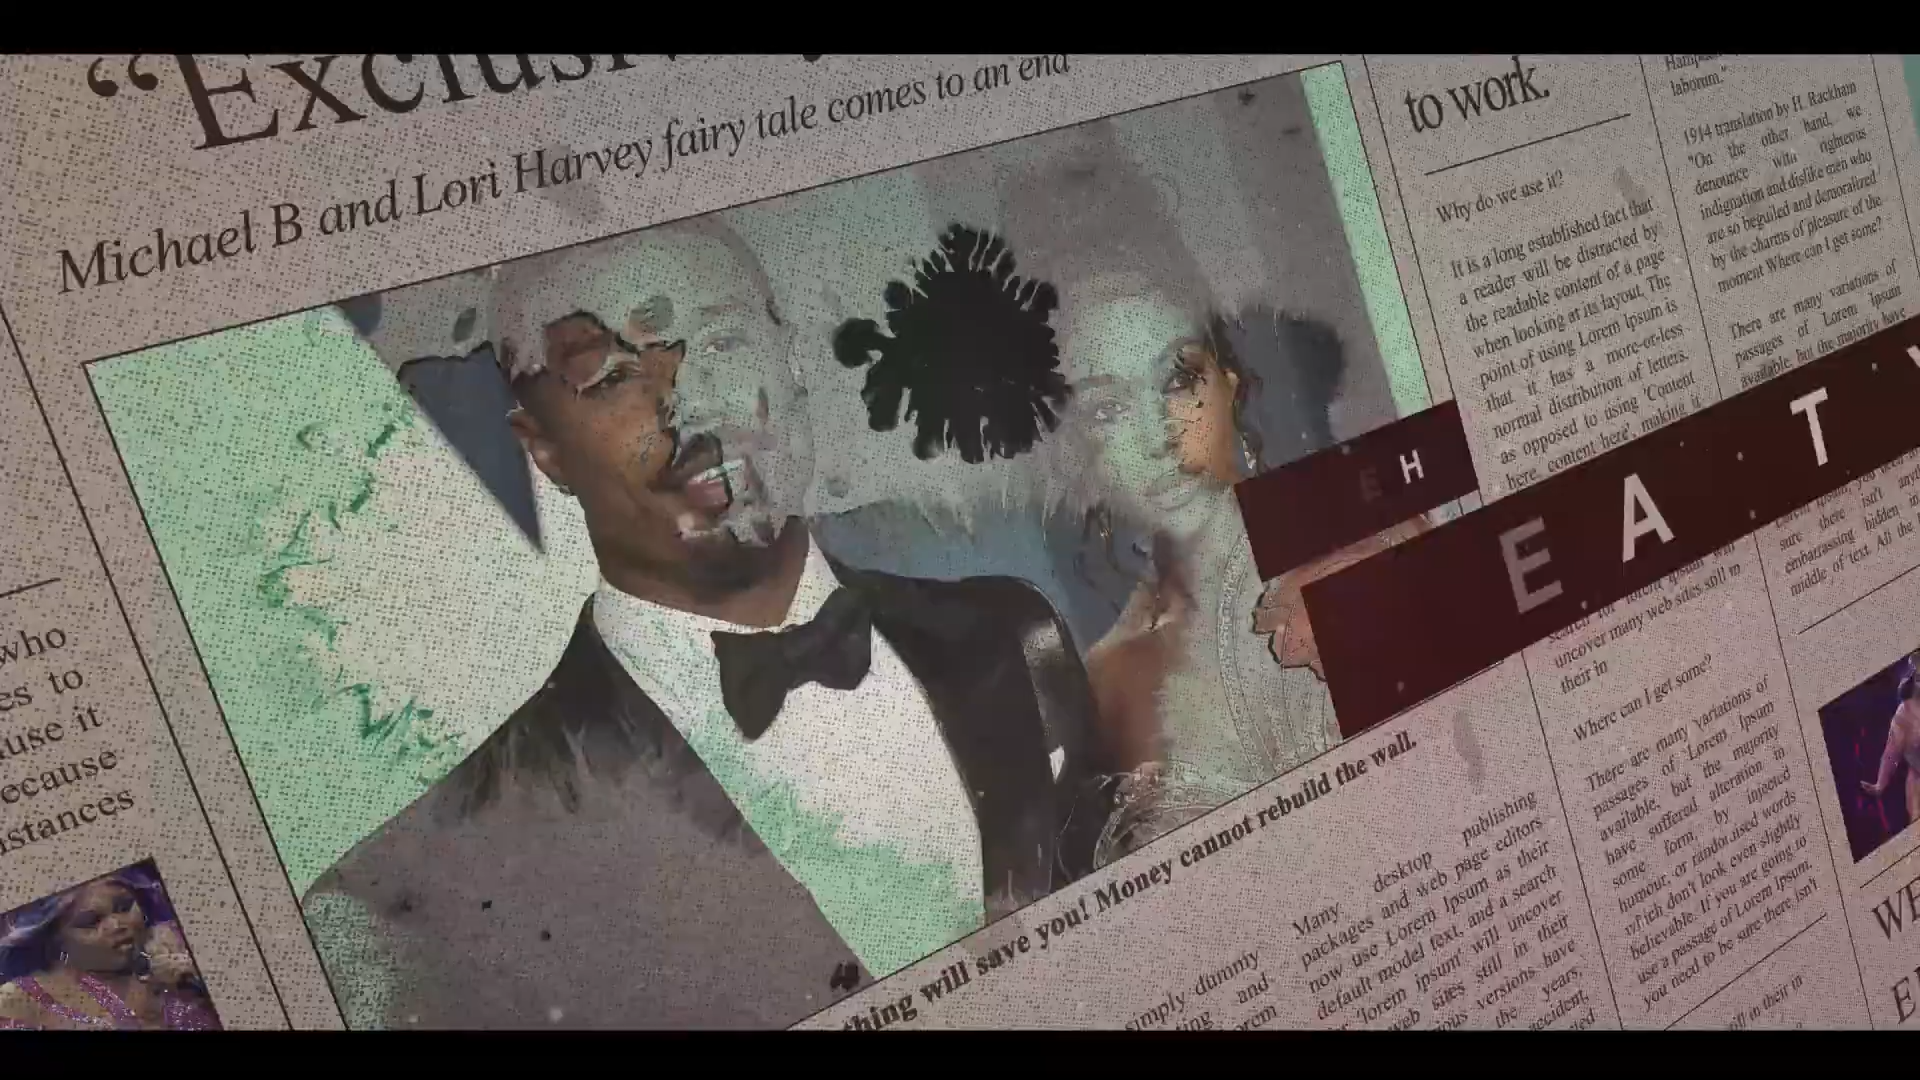 Michael B and Lori Harvey fairy tale comes to an end
who
es to
use it
ecause
nstances
thing will save you! Money cannot rebuild the wall.
E H
E A T
to work.
Why do we use it?
It is a long established fact that
a reader will be distracted by
the readable content of a page
when looking at its layout. The
point of using Lorem Ipsum is
that it has a more-or-less
normal distribution of letters,
as opposed to using 'Content
here, content here', making it
uncover many web sites still in
their in
Where can I get some?
There are many variations of
passages of Lorem Ipsum
available, but the majority
have suffered alteration in
some form, by injected
humour, or randomised words
which don't look even slightly
believable. If you are going to
use a passage of Lorem Ipsum,
you need to be sure there isn't
simply dummy
and
Many desktop publishing
packages and web page editors
now use Lorem Ipsum as their
default model text, and a search
for 'lorem ipsum' will uncover
web sites still in their
versions have
the years,
accident,
laborum."
1914 translation by H. Rackham
"On the other hand, we
denounce with righteous
indignation and dislike men who
are so beguiled and demoralized
by the charms of pleasure of the
moment Where can I get some?
There are many variations of
passages of Lorem Ipsum
available, but the majority have
sure there isn't
embarrassing hidden in
middle of text. All the